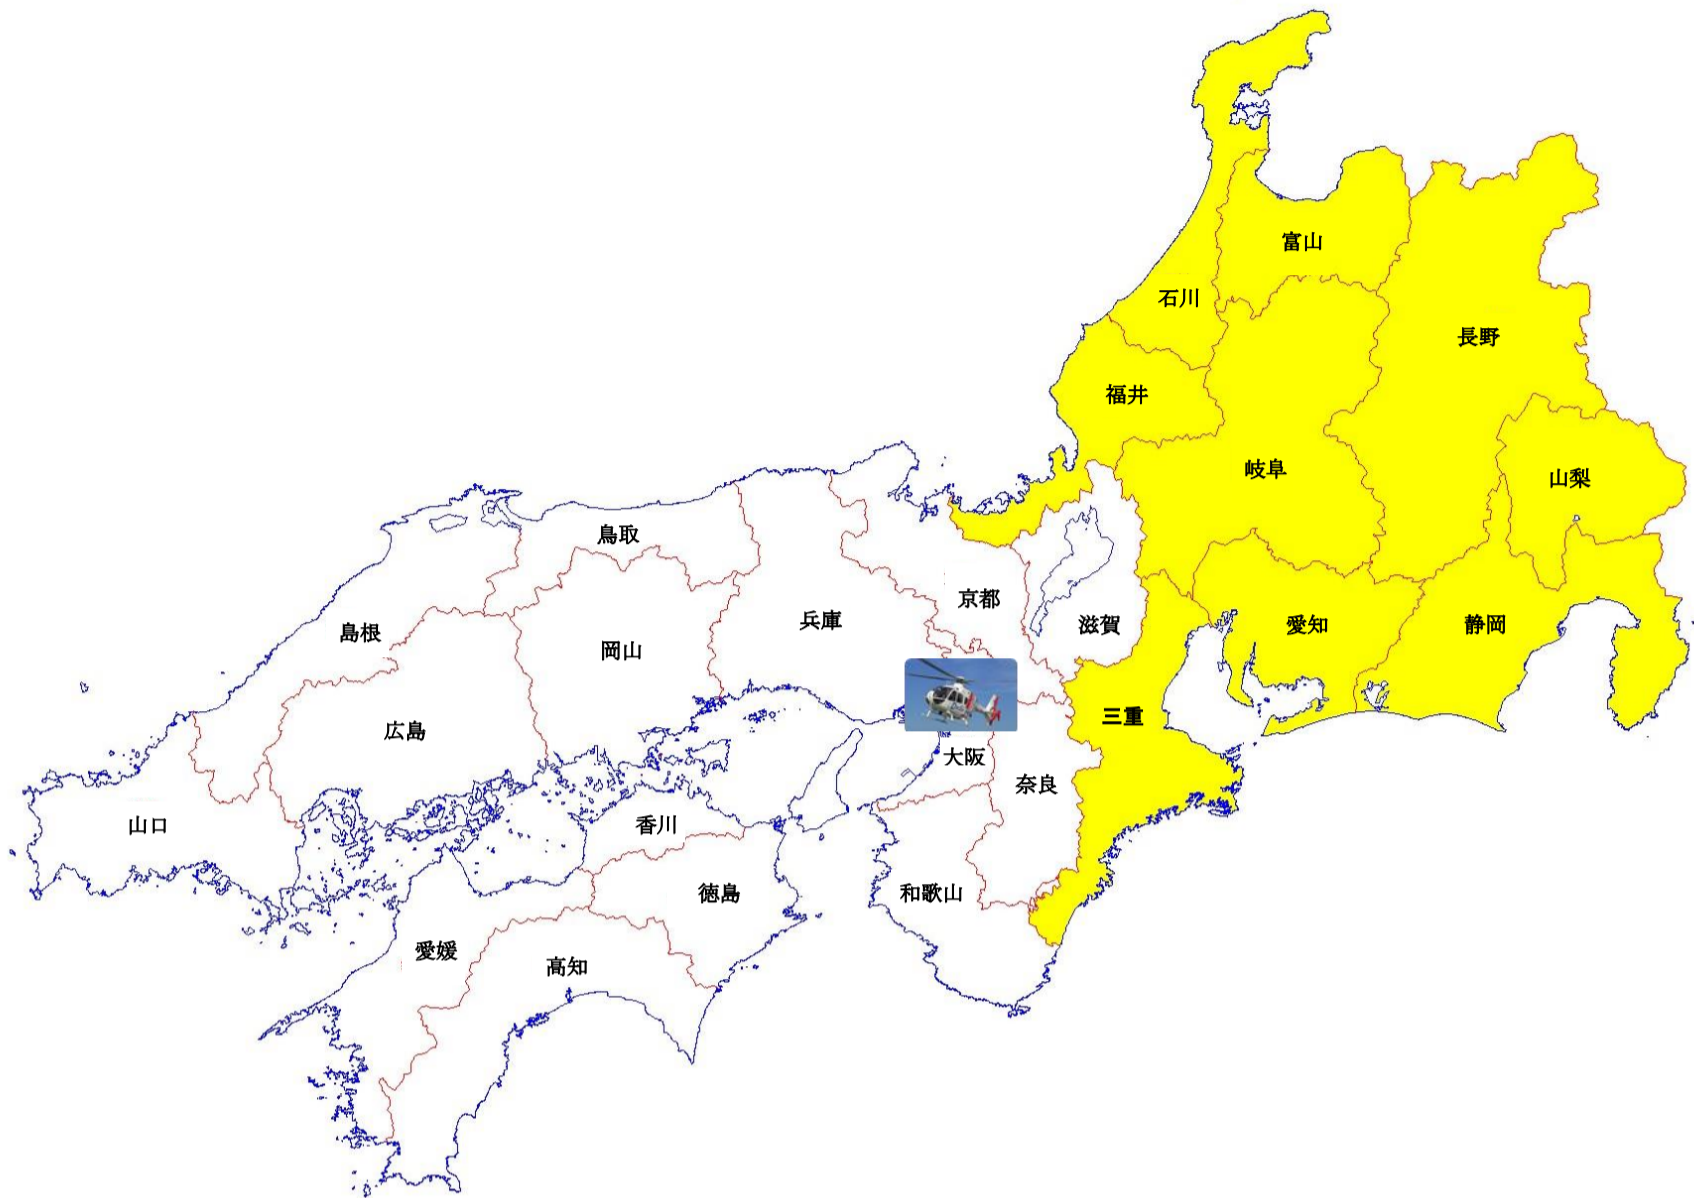 富山
石川
長野
福井
岐阜
山梨
鳥取
京都
兵庫
滋賀
愛知
静岡
島根
岡山
三重
広島
大阪
奈良
山口
香川
徳島
和歌山
愛媛
高知